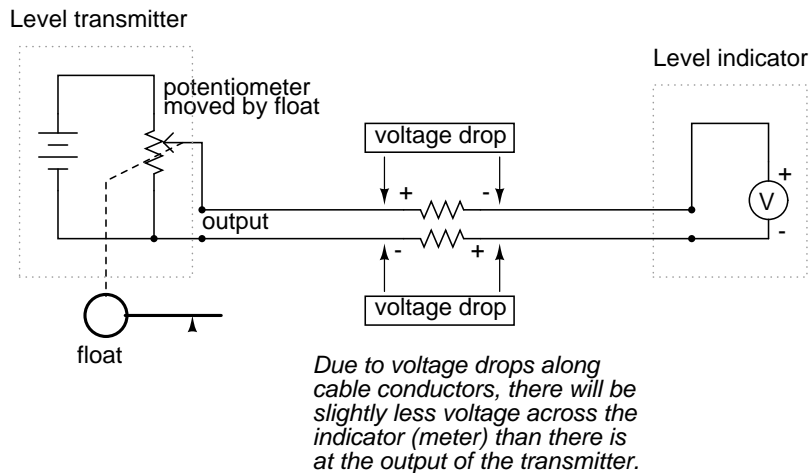 Level transmitter
Level indicator
potentiometer
moved by float
voltage drop
+ -
output
V
+
-
- +
voltage drop
float
Due to voltage drops along
cable conductors, there will be
slightly less voltage across the
indicator (meter) than there is
at the output of the transmitter.